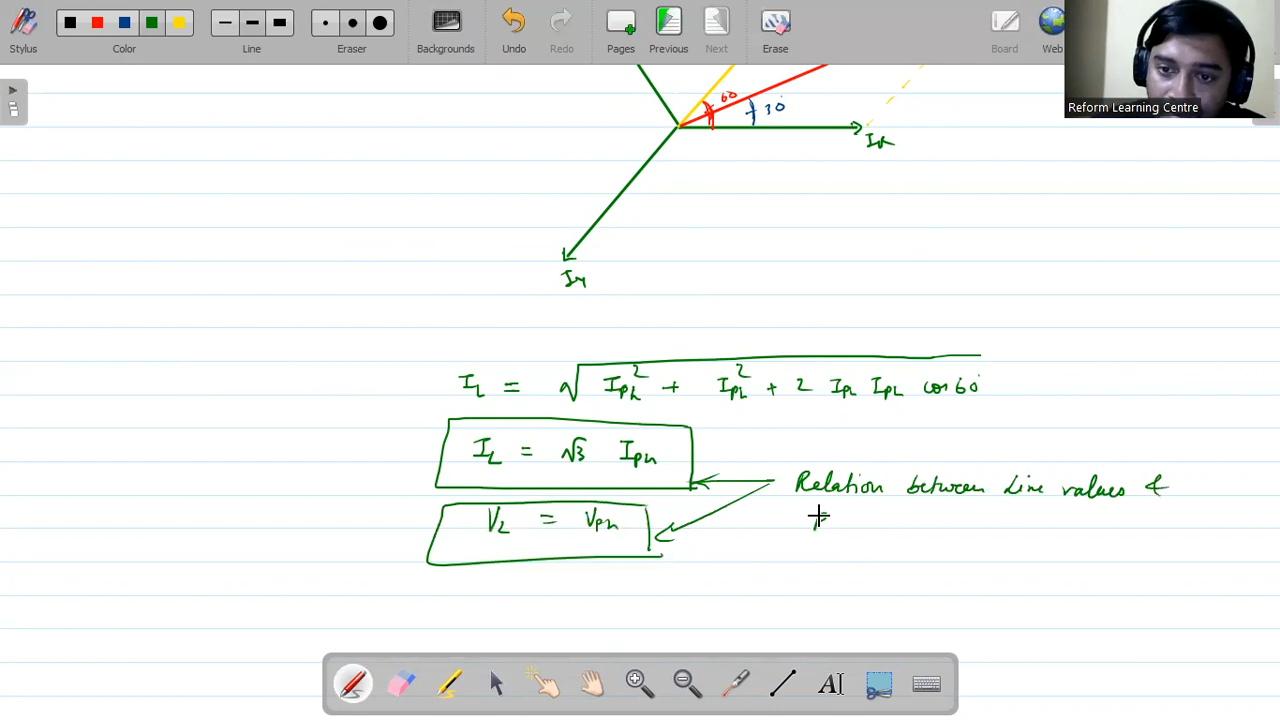 Stylus Color Line Eraser Backgrounds Undo Redo Pages Previous Next Erase Board Web
Reform Learning Centre
60
30°
IR
IY
IL = √ Iph² + Iph² + 2 Iph Iph cos 60°
IL = √3 Iph
VL = Vph
Relation between Line values &